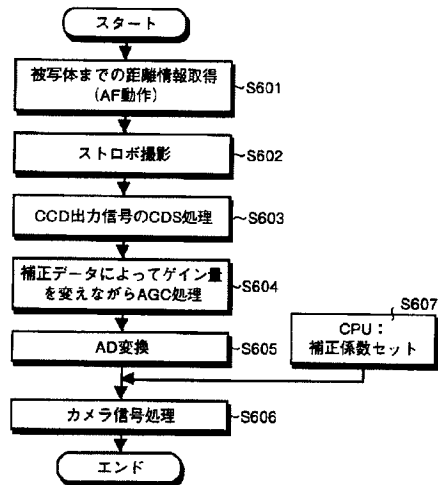 スタート
被写体までの距離情報取得
(AF動作)
S601
ストロボ撮影
S602
CCD出力信号のCDS処理
S603
補正データによってゲイン量
を変えながらAGC処理
S604
AD変換
S605
S607
CPU:
補正係数セット
カメラ信号処理
S606
エンド